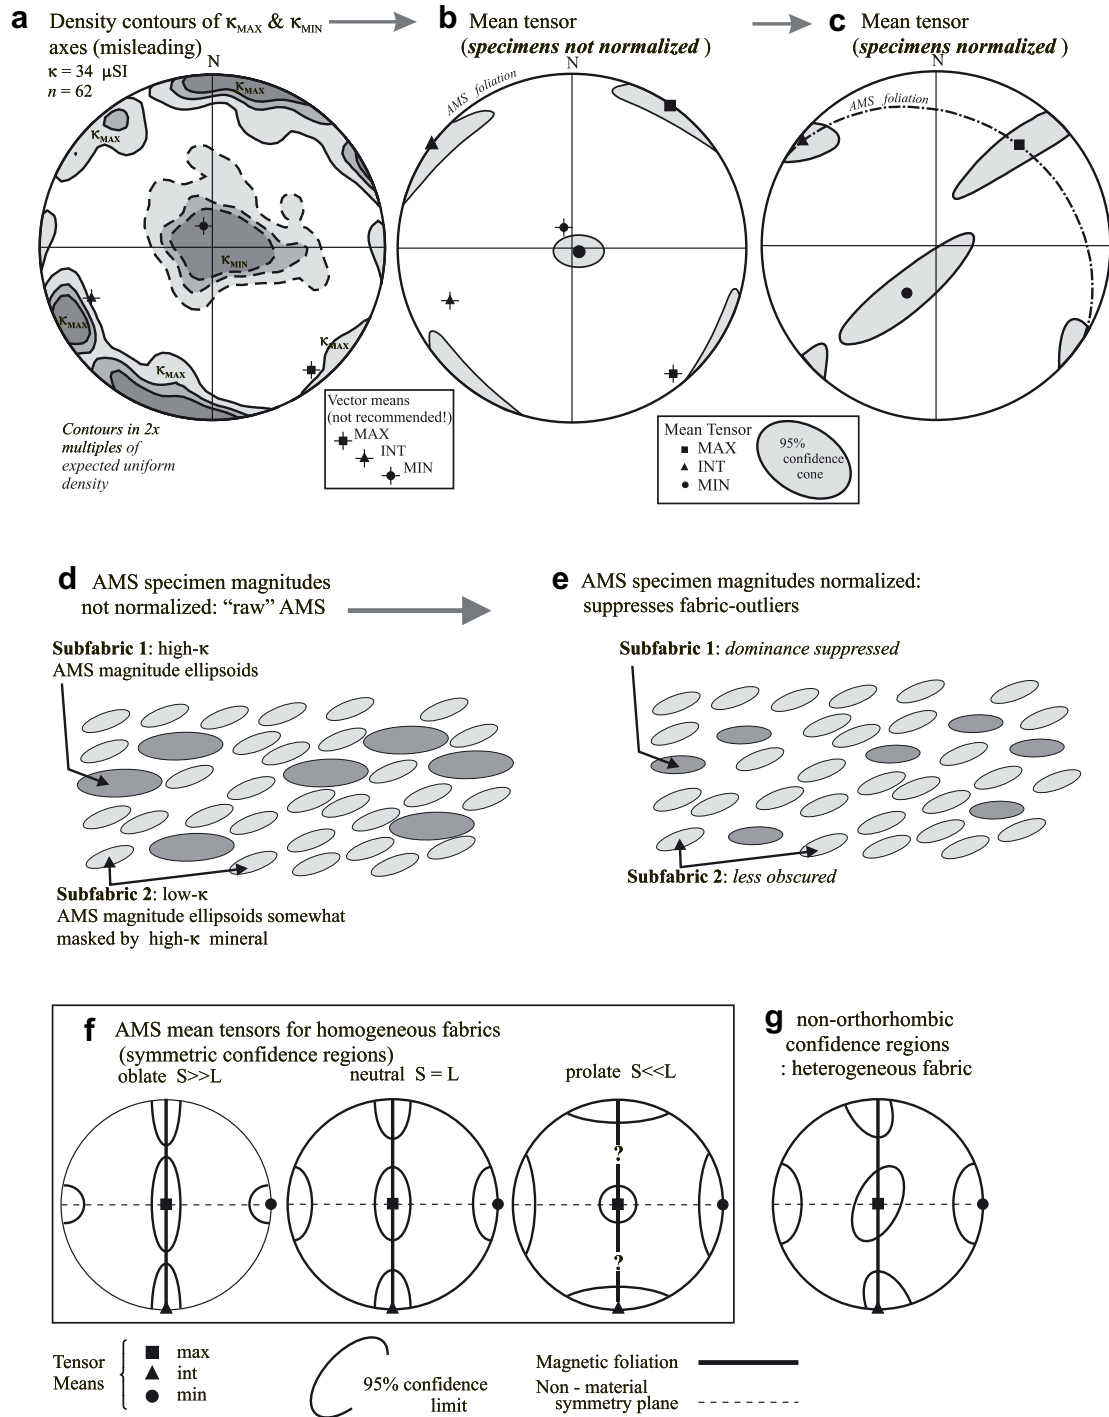 a Density contours of κMAX & κMIN
axes (misleading)
κ = 34 μSI
n = 62
N
κMAX
κMAX
κMIN
κMAX
κMAX
κMAX
Contours in 2x
multiples of
expected uniform
density
b Mean tensor
(specimens not normalized )
N
AMS foliation
Vector means
(not recommended!)
MAX
INT
MIN
c Mean tensor
(specimens normalized )
N
AMS foliation
Mean Tensor
MAX
INT
MIN
95%
confidence
cone
d AMS specimen magnitudes
not normalized: “raw” AMS
Subfabric 1: high-κ
AMS magnitude ellipsoids
Subfabric 2: low-κ
AMS magnitude ellipsoids somewhat
masked by high-κ mineral
e AMS specimen magnitudes normalized:
suppresses fabric-outliers
Subfabric 1: dominance suppressed
Subfabric 2: less obscured
f AMS mean tensors for homogeneous fabrics
(symmetric confidence regions)
oblate S>>L
neutral S = L
prolate S<<L
?
?
g non-orthorhombic
confidence regions
: heterogeneous fabric
Tensor
Means
max
int
min
95% confidence
limit
Magnetic foliation
Non - material
symmetry plane